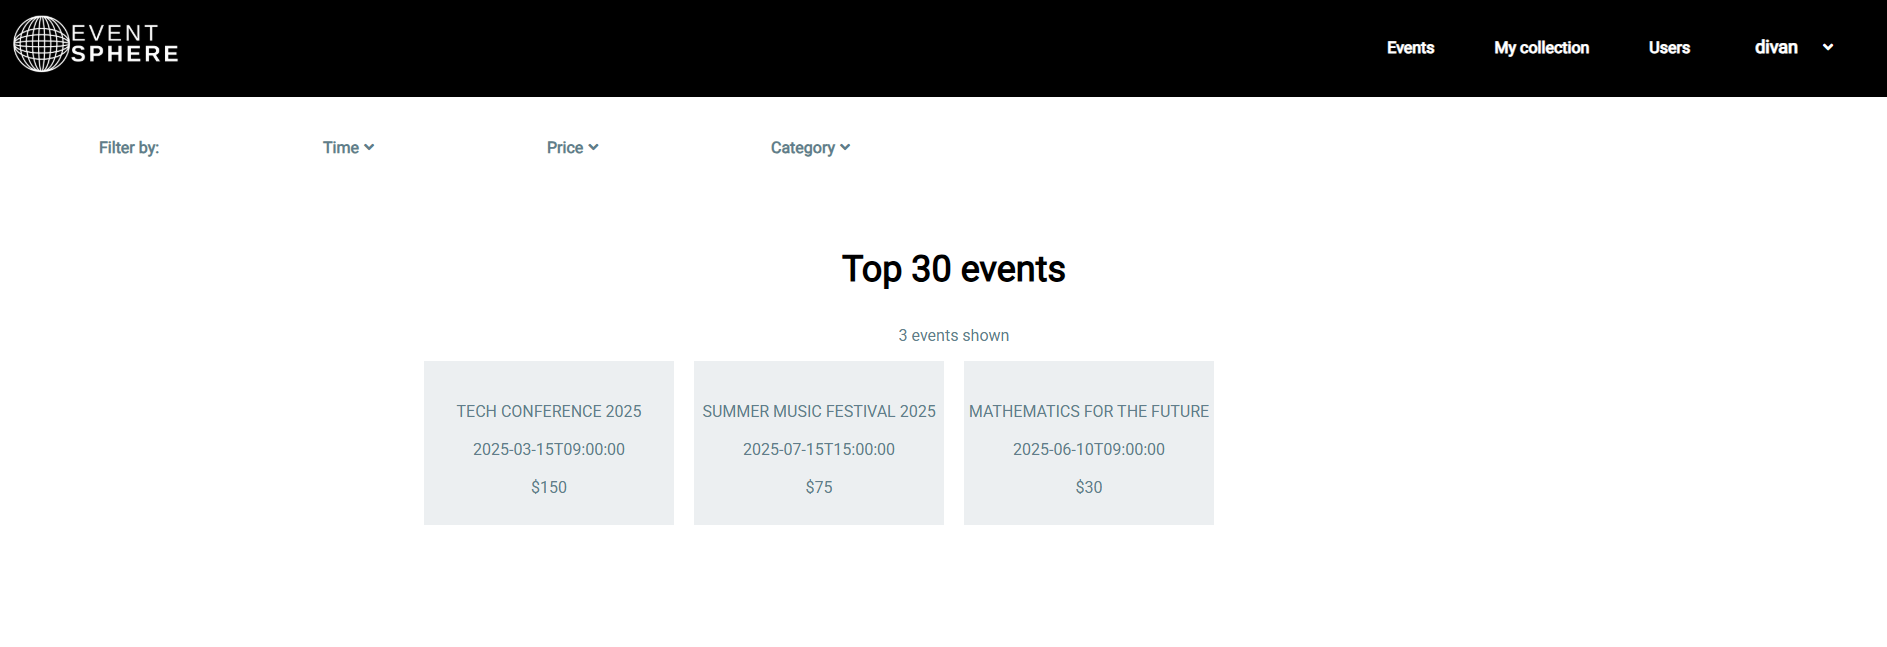 EVENT
SPHERE
Events My collection Users divan
Filter by: Time Price Category
Top 30 events
3 events shown
TECH CONFERENCE 2025
2025-03-15T09:00:00
$150
SUMMER MUSIC FESTIVAL 2025
2025-07-15T15:00:00
$75
MATHEMATICS FOR THE FUTURE
2025-06-10T09:00:00
$30